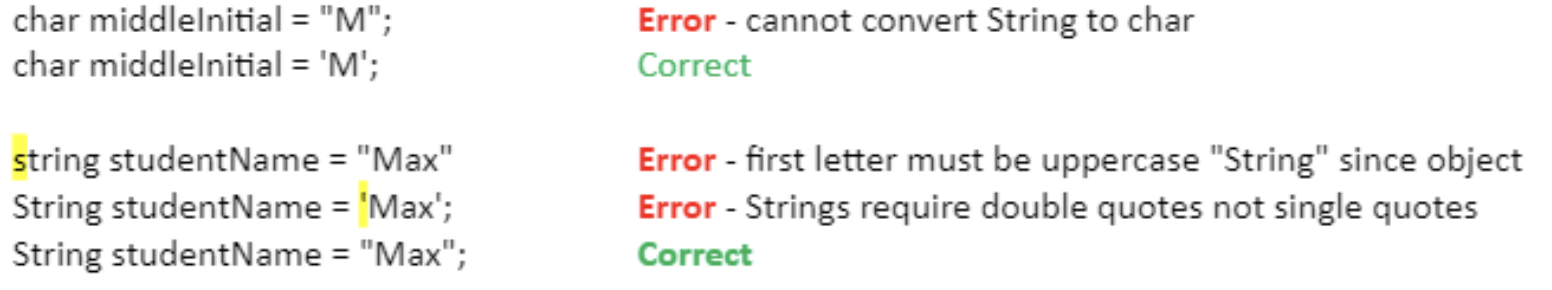 char middleInitial = "M"; Error - cannot convert String to char
char middleInitial = 'M'; Correct
string studentName = "Max" Error - first letter must be uppercase "String" since object
String studentName = 'Max'; Error - Strings require double quotes not single quotes
String studentName = "Max"; Correct